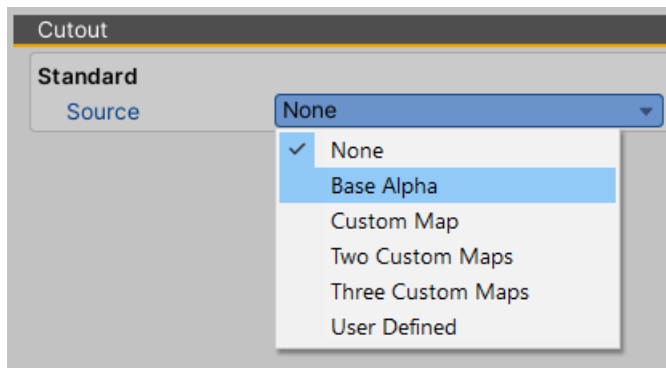 Cutout
Standard
Source None
None
Base Alpha
Custom Map
Two Custom Maps
Three Custom Maps
User Defined